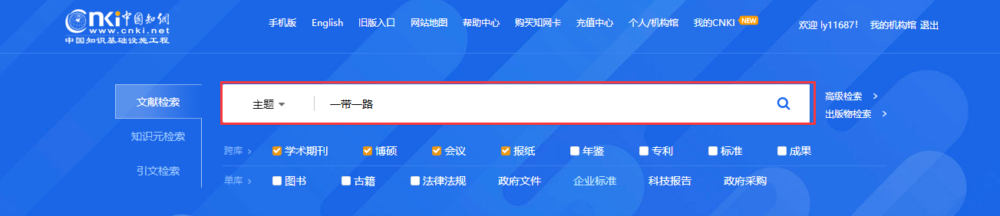 CNKI中国知网
www.cnki.net
中国知识基础设施工程
手机版 English 旧版入口 网站地图 帮助中心 购买知网卡 充值中心 个人/机构馆 我的CNKI NEW 欢迎 ly11687! 我的机构馆 退出
文献检索
知识元检索
引文检索
主题 一带一路
高级检索 >
出版物检索 >
跨库 > 学术期刊 博硕 会议 报纸 年鉴 专利 标准 成果
单库 > 图书 古籍 法律法规 政府文件 企业标准 科技报告 政府采购